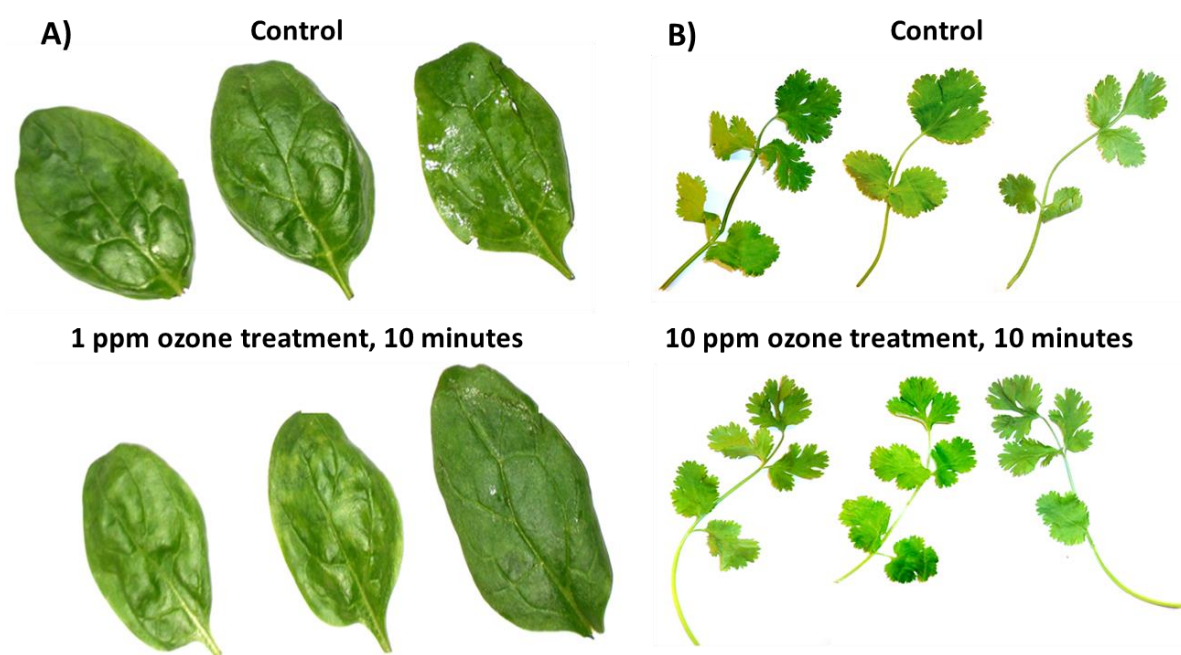 A)
Control
1 ppm ozone treatment, 10 minutes
B)
Control
10 ppm ozone treatment, 10 minutes